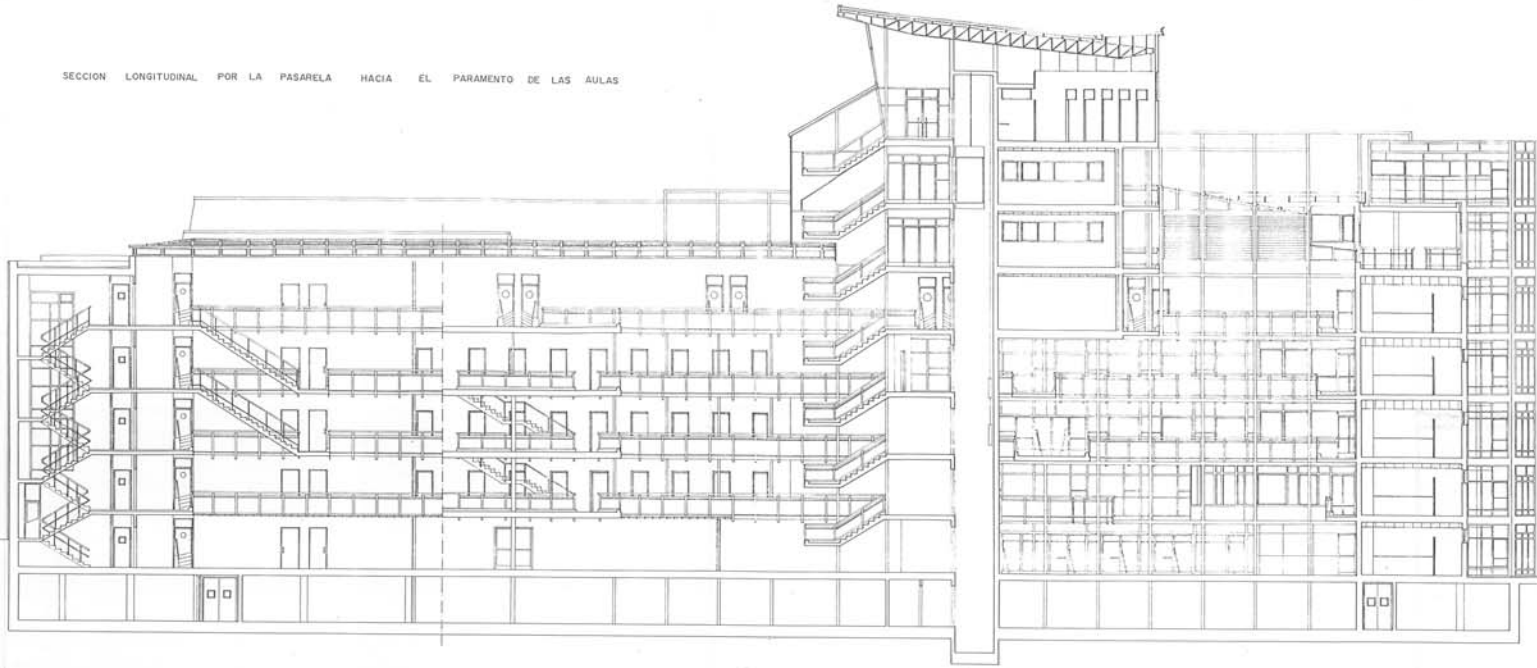 SECCION LONGITUDINAL POR LA PASARELA HACIA EL PARAMENTO DE LAS AULAS